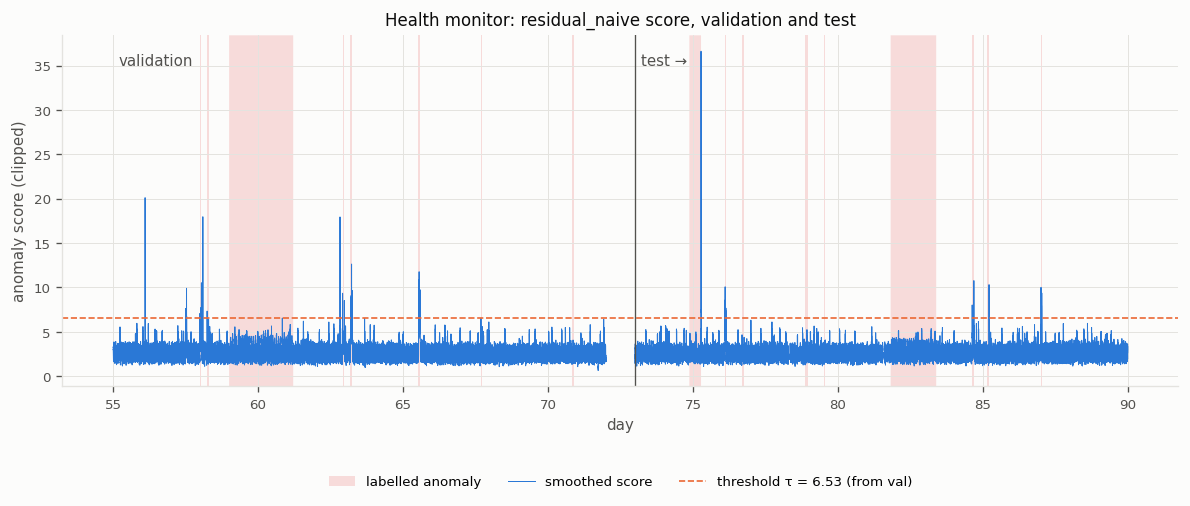 Health monitor: residual_naive score, validation and test
validation
test →
anomaly score (clipped)
35
30
25
20
15
10
5
0
55
60
65
70
75
80
85
90
day
labelled anomaly
smoothed score
threshold τ = 6.53 (from val)